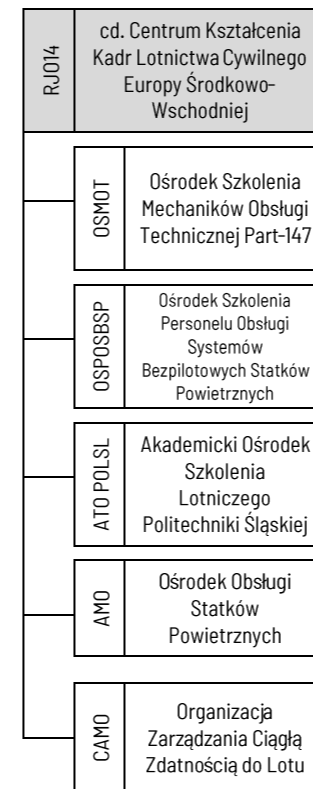 RJO14
cd. Centrum Kształcenia
Kadr Lotnictwa Cywilnego
Europy Środkowo-
Wschodniej
OSMOT
Ośrodek Szkolenia
Mechaników Obsługi
Technicznej Part-147
OSPOSBSP
Ośrodek Szkolenia
Personelu Obsługi
Systemów
Bezpilotowych Statków
Powietrznych
ATO POLSL
Akademicki Ośrodek
Szkolenia
Lotniczego
Politechniki Śląskiej
AMO
Ośrodek Obsługi
Statków
Powietrznych
CAMO
Organizacja
Zarządzania Ciągłą
Zdatnością do Lotu